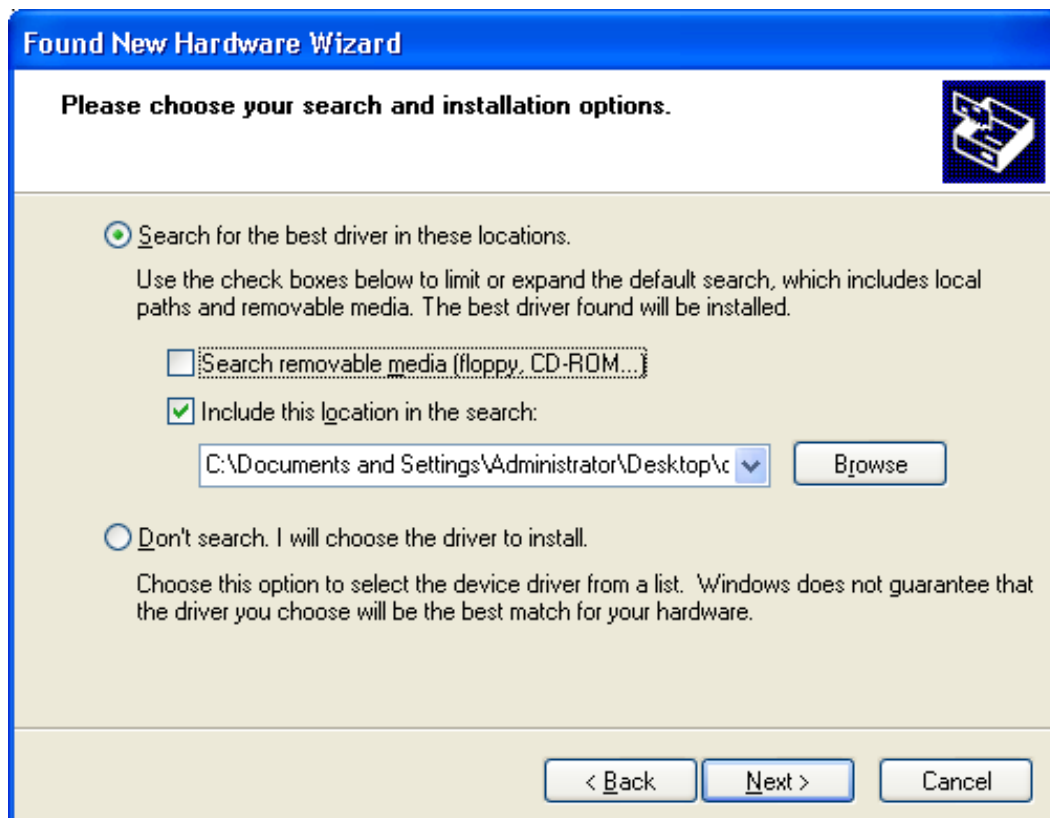 Found New Hardware Wizard
Please choose your search and installation options.
Search for the best driver in these locations.
Use the check boxes below to limit or expand the default search, which includes local
paths and removable media. The best driver found will be installed.
Search removable media (floppy, CD-ROM...)
Include this location in the search:
C:\Documents and Settings\Administrator\Desktop\c
Browse
Don't search. I will choose the driver to install.
Choose this option to select the device driver from a list.  Windows does not guarantee that
the driver you choose will be the best match for your hardware.
< Back
Next >
Cancel